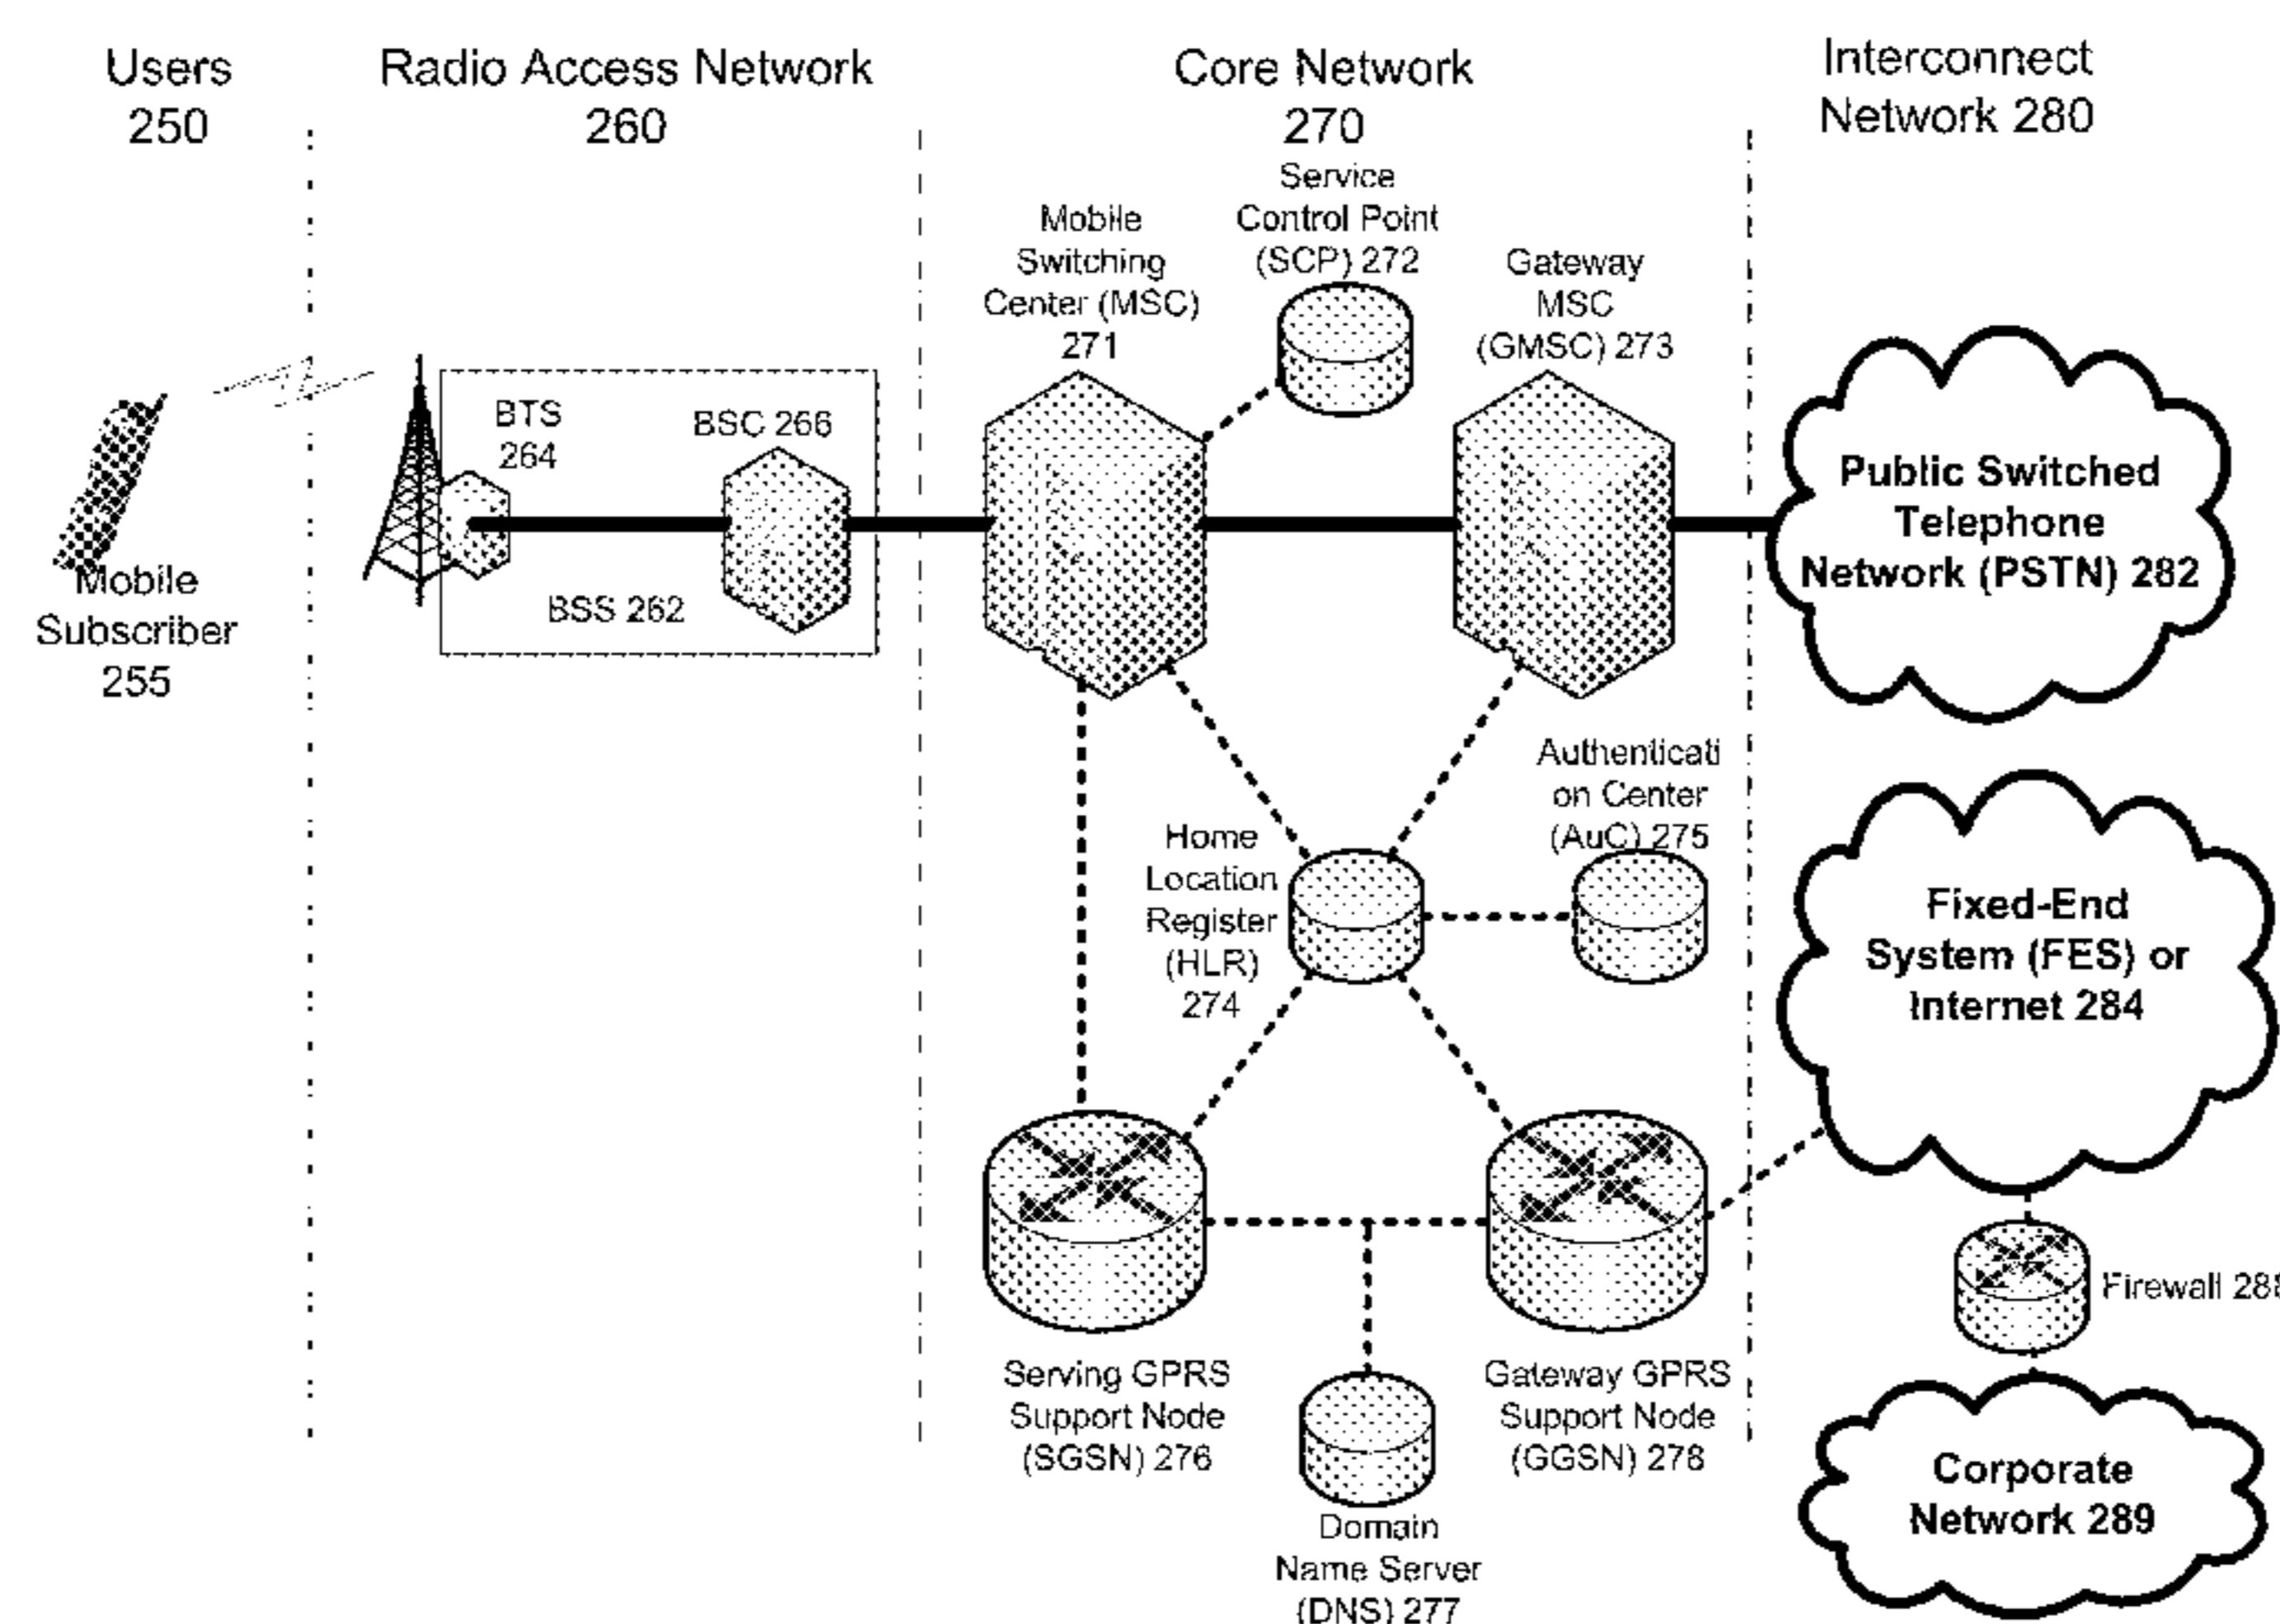 Users
250
Radio Access Network
260
Core Network
270
Interconnect
Network 280
Service
Control Point
(SCP) 272
Mobile
Switching
Center (MSC)
271
Gateway
MSC
(GMSC) 273
BTS
264
BSC 266
BSS 262
Mobile
Subscriber
255
Public Switched
Telephone
Network (PSTN) 282
Authenticati
on Center
(AuC) 275
Home
Location
Register
(HLR)
274
Fixed-End
System (FES) or
Internet 284
Firewall 288
Serving GPRS
Support Node
(SGSN) 276
Gateway GPRS
Support Node
(GGSN) 278
Corporate
Network 289
Domain
Name Server
(DNS) 277